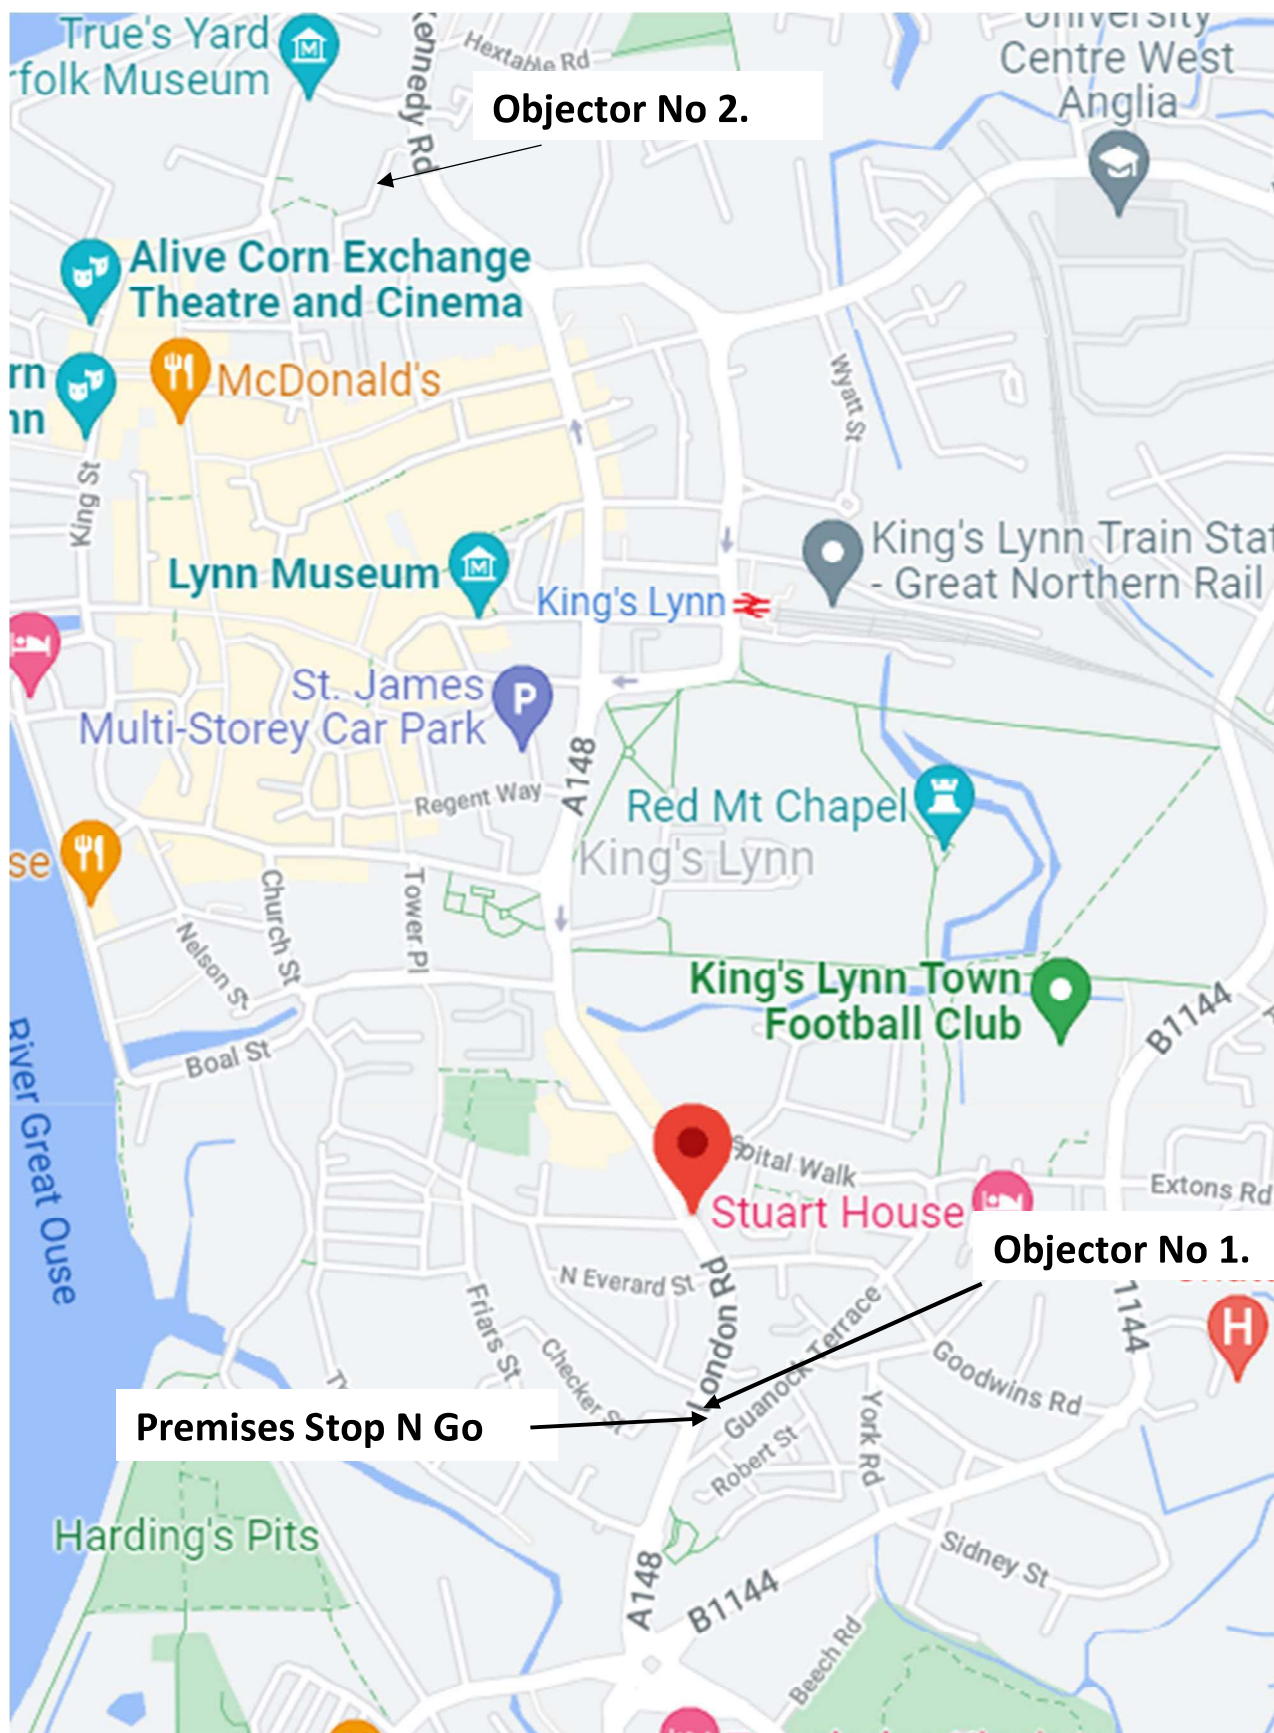 True's Yard
rfolk Museum
Kennedy Rd
Hextable Rd
University
Centre West
Anglia
Objector No 2.
Alive Corn Exchange
Theatre and Cinema
rn
nn
McDonald's
Wyatt St
King St
King's Lynn Train Stat
- Great Northern Rail
Lynn Museum
King's Lynn
St. James
Multi-Storey Car Park
P
A148
Regent Way
Red Mt Chapel
King's Lynn
se
Church St
Tower Pl
Nelson St
King's Lynn Town
Football Club
B1144
River Great Ouse
Boal St
spital Walk
Extons Rd
Stuart House
Objector No 1.
N Everard St
London Rd
1144
H
Friars St
Checker St
Guanock Terrace
Goodwins Rd
Premises Stop N Go
York Rd
Robert St
Harding's Pits
Sidney St
A148
B1144
Beech Rd